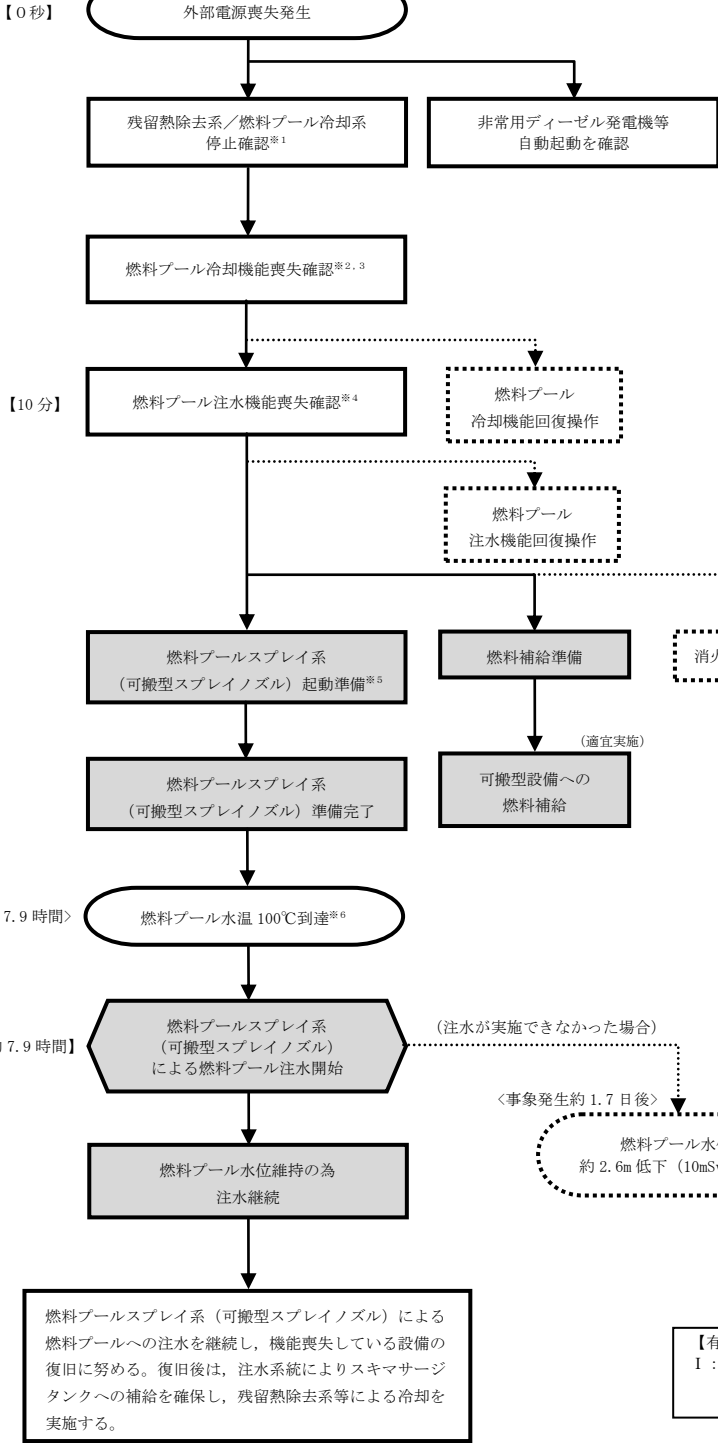 【０秒】
外部電源喪失発生
残留熱除去系／燃料プール冷却系
停止確認※１
非常用ディーゼル発電機等
自動起動を確認
燃料プール冷却機能喪失確認※２，３
【10 分】
燃料プール注水機能喪失確認※４
燃料プール
冷却機能回復操作
燃料プール
注水機能回復操作
燃料プールスプレイ系
（可搬型スプレイノズル）起動準備※５
燃料補給準備
消火
（適宜実施）
燃料プールスプレイ系
（可搬型スプレイノズル）準備完了
可搬型設備への
燃料補給
7.9 時間>
燃料プール水温 100℃到達※６
7.9 時間】
燃料プールスプレイ系
（可搬型スプレイノズル）
による燃料プール注水開始
（注水が実施できなかった場合）
<事象発生約 1.7 日後>
燃料プール水
約 2.6m 低下（10mSv
燃料プール水位維持の為
注水継続
燃料プールスプレイ系（可搬型スプレイノズル）による
燃料プールへの注水を継続し，機能喪失している設備の
復旧に努める。復旧後は，注水系統によりスキマサージ
タンクへの補給を確保し，残留熱除去系等による冷却を
実施する。
【有
Ⅰ：